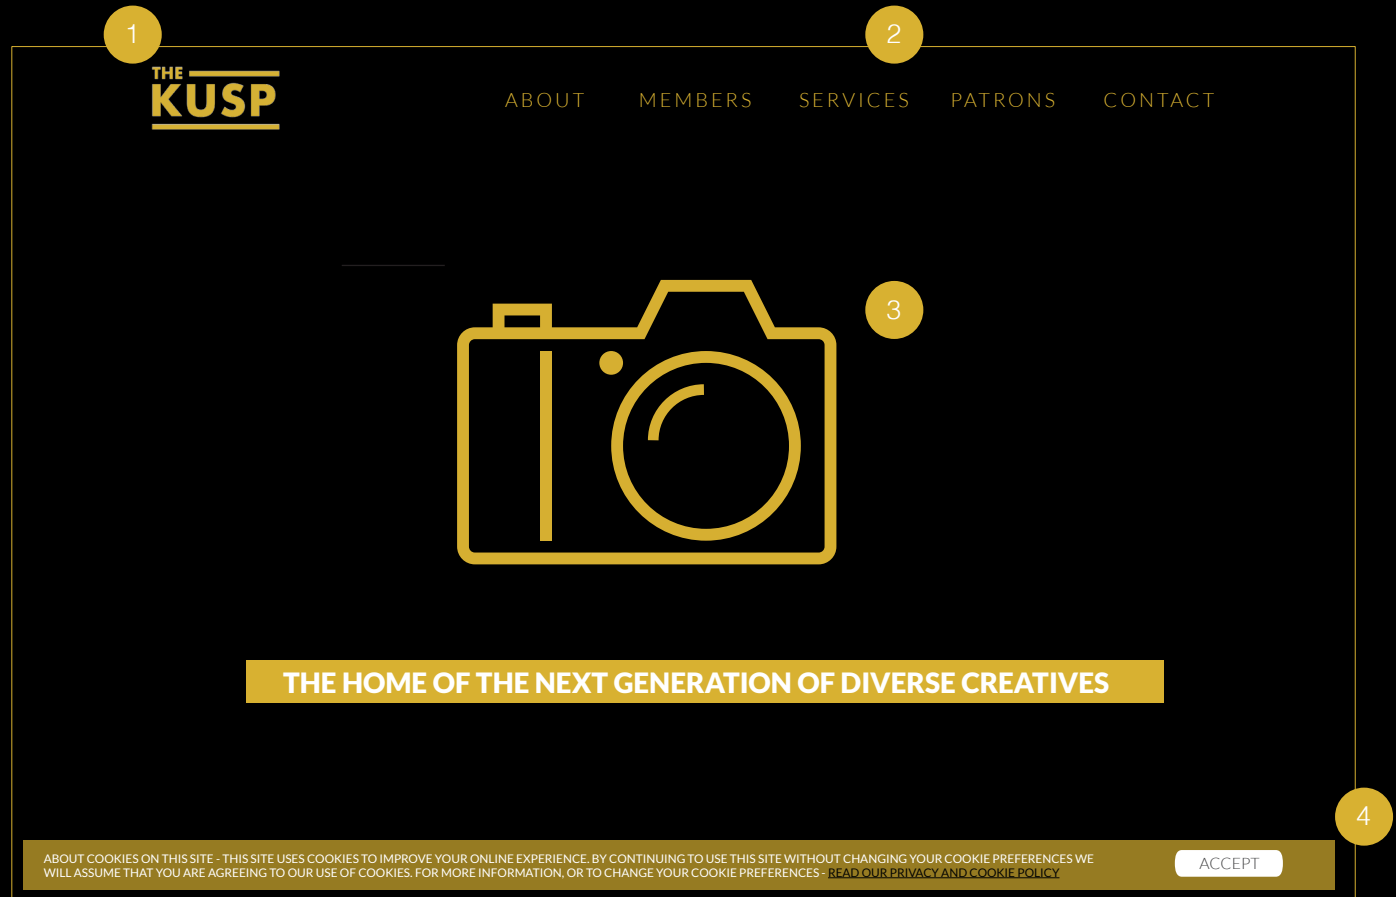 1
2
THE
KUSP
ABOUT MEMBERS SERVICES PATRONS CONTACT
3
THE HOME OF THE NEXT GENERATION OF DIVERSE CREATIVES
4
ABOUT COOKIES ON THIS SITE - THIS SITE USES COOKIES TO IMPROVE YOUR ONLINE EXPERIENCE. BY CONTINUING TO USE THIS SITE WITHOUT CHANGING YOUR COOKIE PREFERENCES WE
WILL ASSUME THAT YOU ARE AGREEING TO OUR USE OF COOKIES. FOR MORE INFORMATION, OR TO CHANGE YOUR COOKIE PREFERENCES - READ OUR PRIVACY AND COOKIE POLICY
ACCEPT